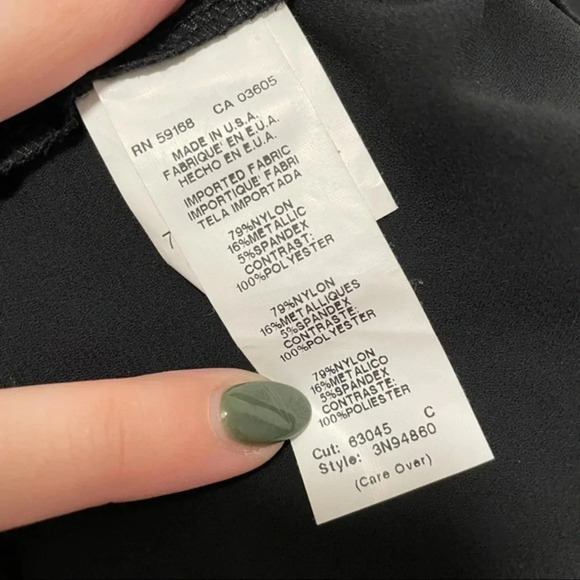 RN 59168 CA 03605
MADE IN U.S.A.
FABRIQUE' EN E.U.A.
HECHO EN E.U.A.
IMPORTED FABRIC
IMPORTIQUE' FABRI
TELA IMPORTADA
7
79%NYLON
16%METALLIC
5%SPANDEX
CONTRAST:
100%POLYESTER
79%NYLON
16%METALLIQUES
5%SPANDEX
CONTRASTE:
100%POLYESTER
79%NYLON
16%METALICO
5%SPANDEX
CONTRASTE:
100%POLIESTER
Cut: 63045 C
Style: 3N94860
(Care Over)